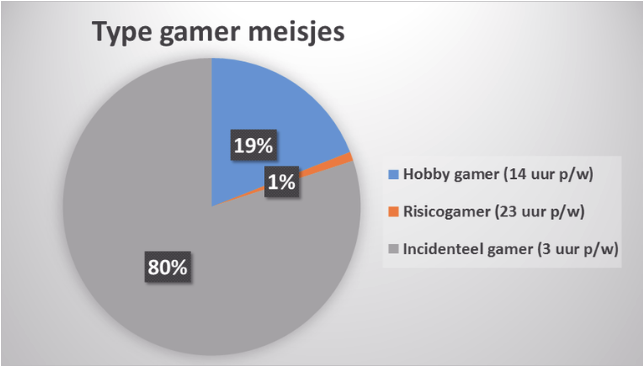 Type gamer meisjes
19%
1%
80%
Hobby gamer (14 uur p/w)
Risicogamer (23 uur p/w)
Incidenteel gamer (3 uur p/w)